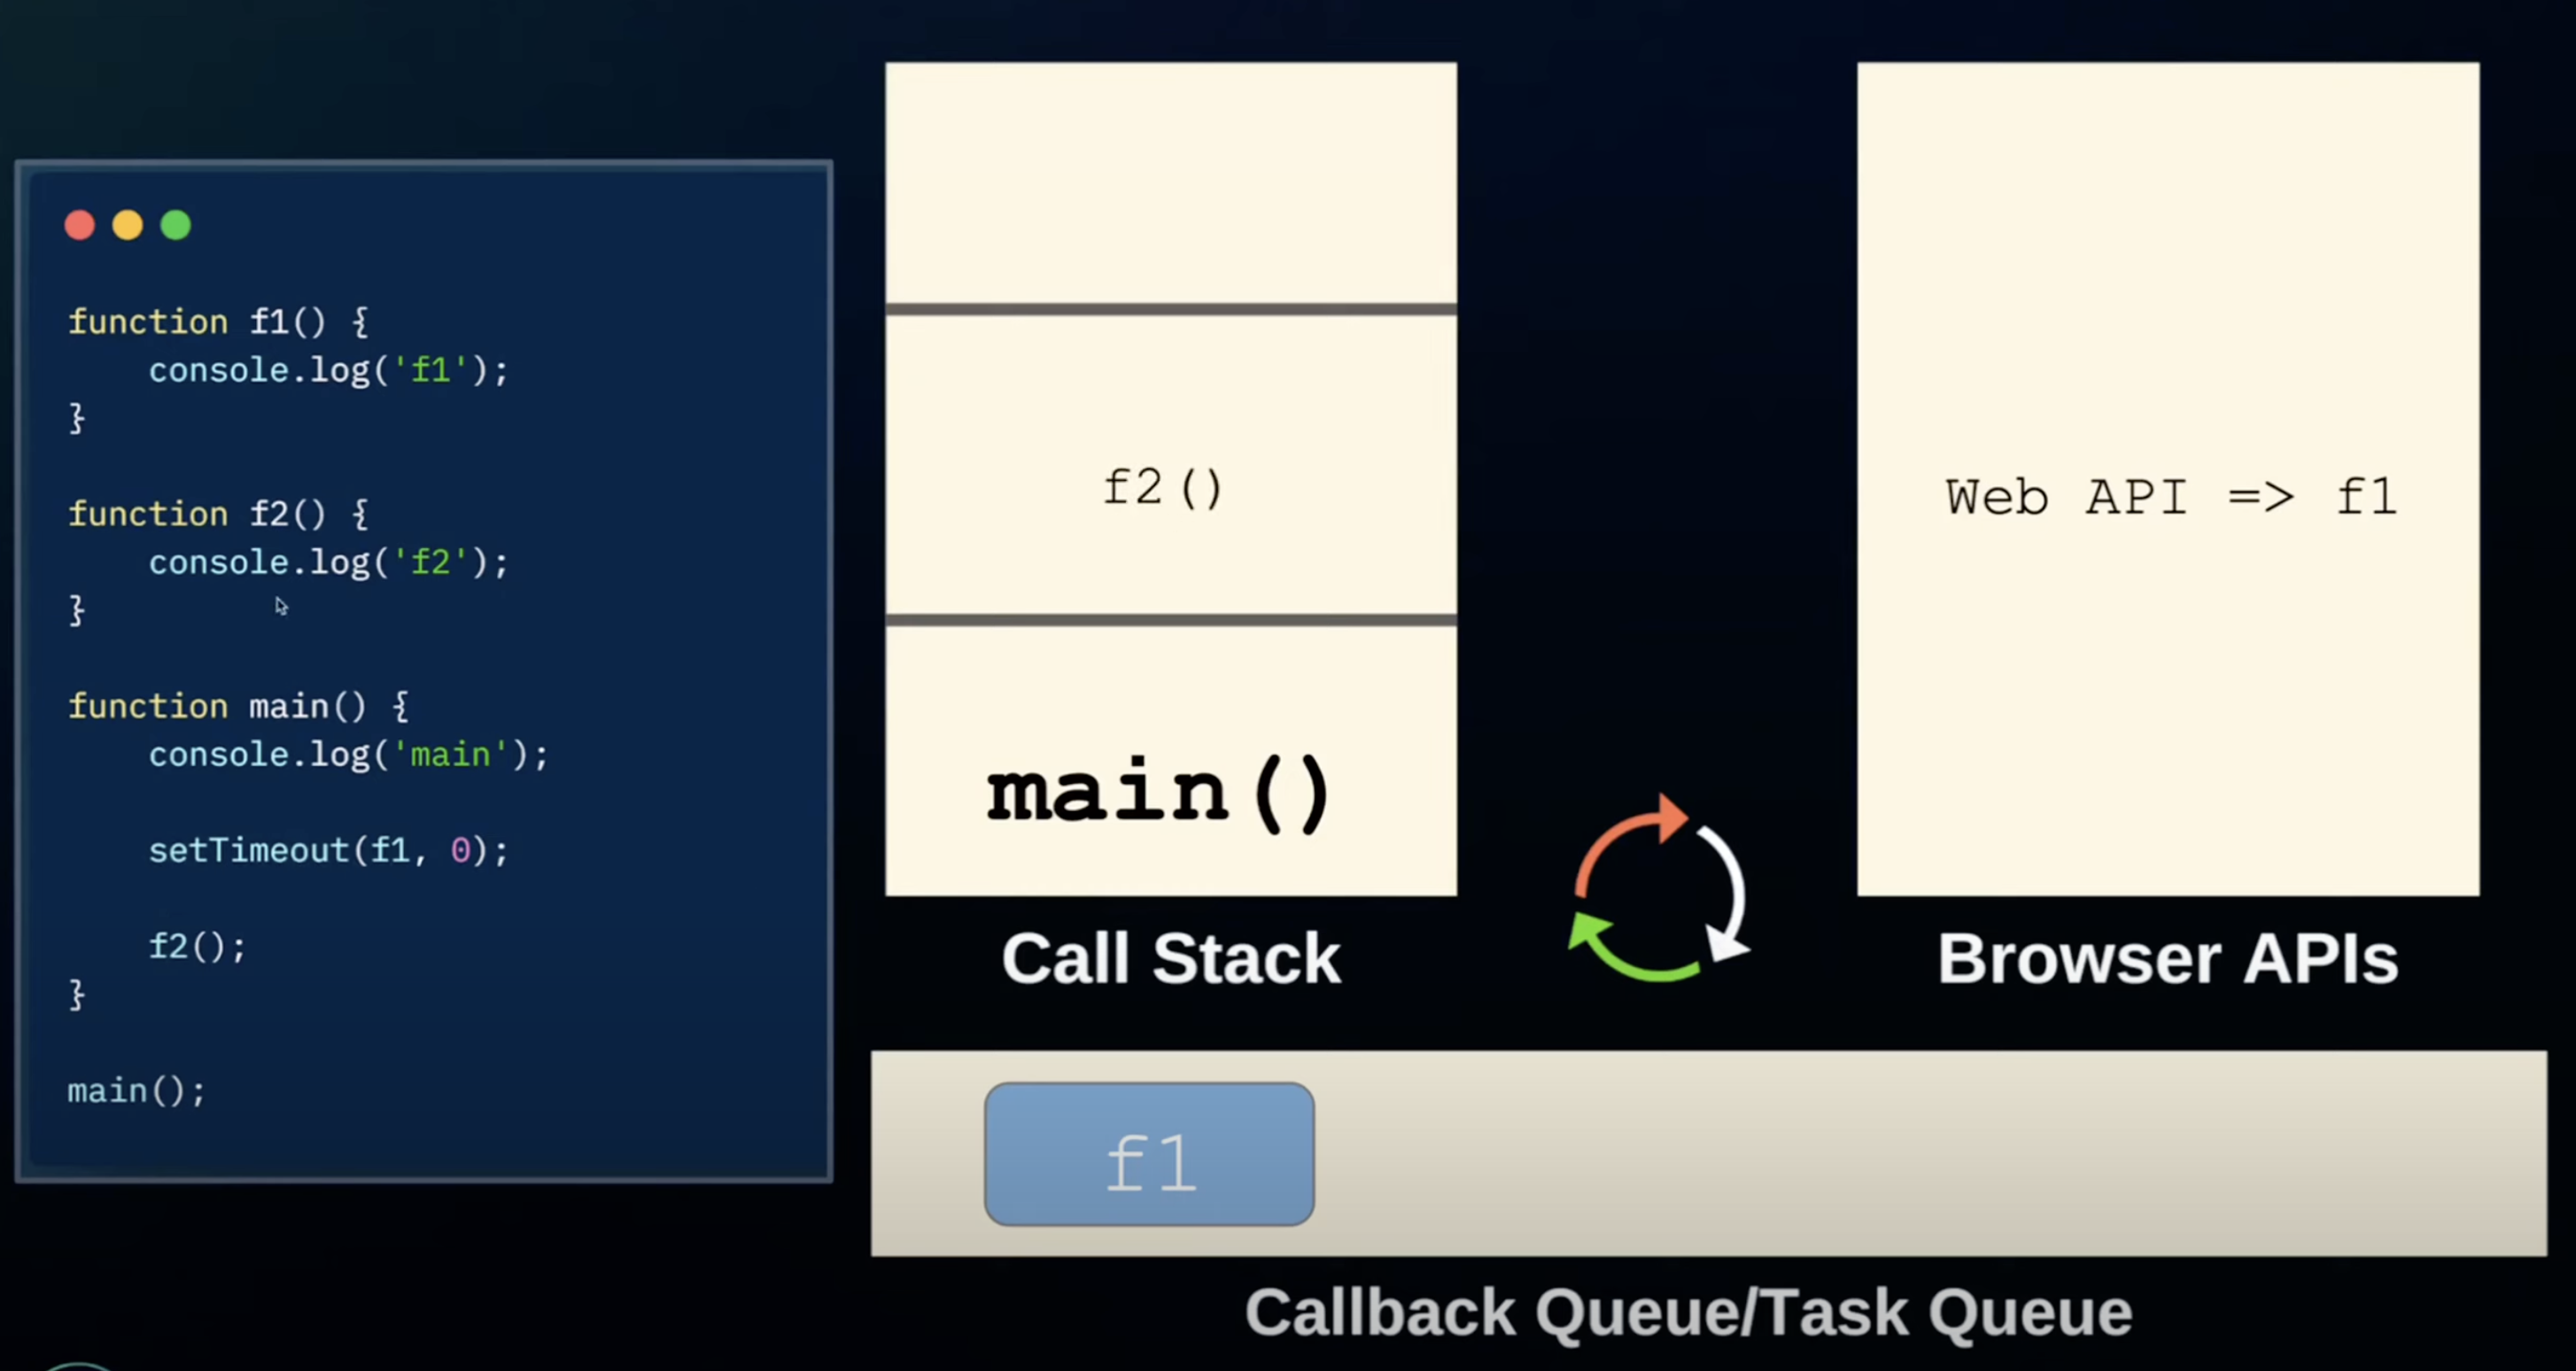 function f1() {
    console.log('f1');
}
function f2() {
    console.log('f2');
}
function main() {
    console.log('main');
    setTimeout(f1, 0);
    f2();
}
main();
f2()
main()
Call Stack
Web API => f1
Browser APIs
f1
Callback Queue/Task Queue